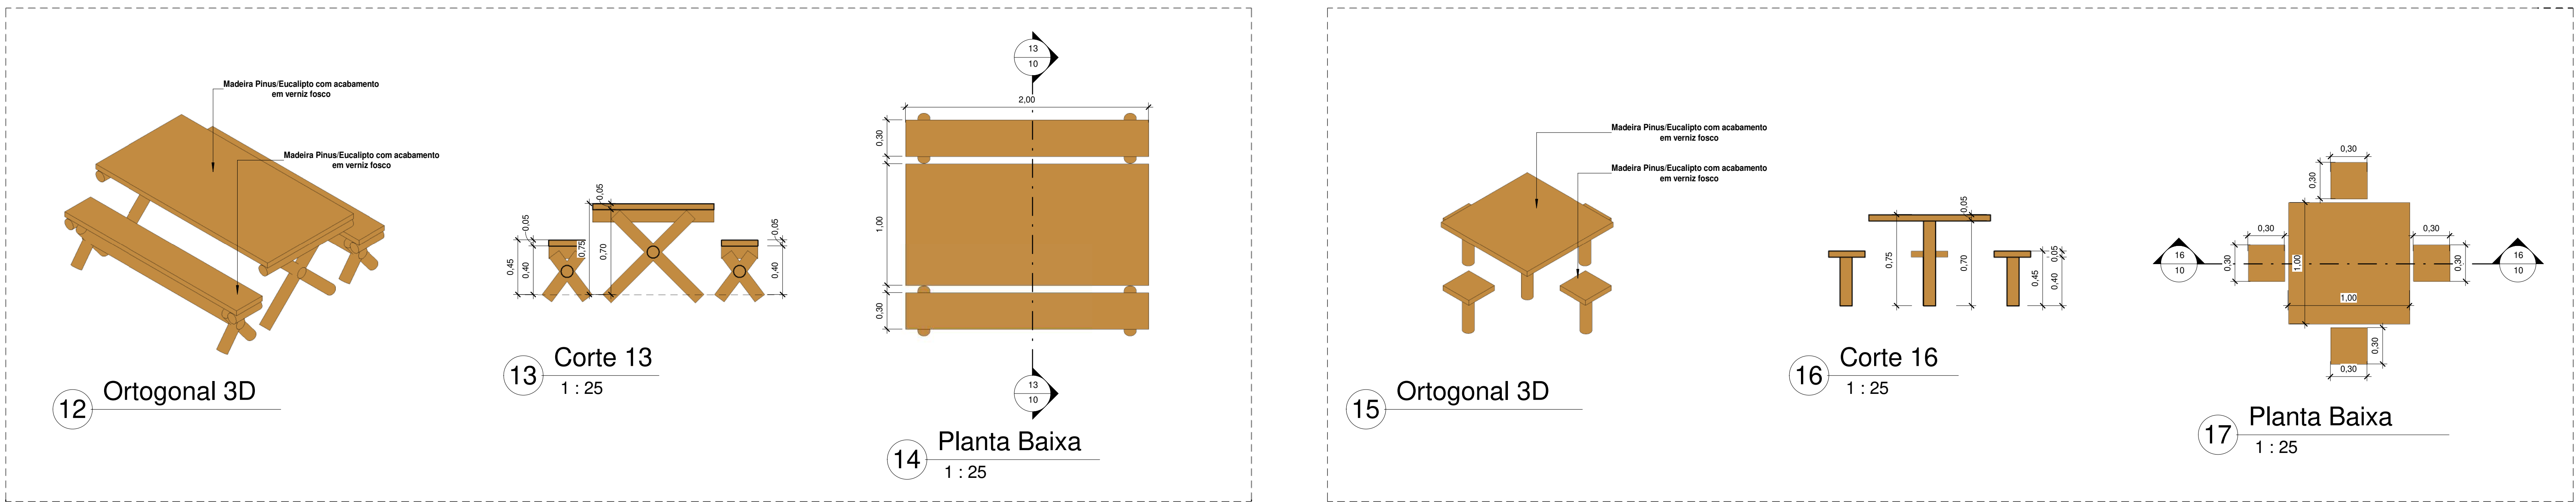 Madeira Pinus/Eucalipto com acabamento
em verniz fosco
Madeira Pinus/Eucalipto com acabamento
em verniz fosco
12
Ortogonal 3D
0,05
0,45
0,40
0,05
0,75
0,70
0,05
0,40
13
Corte 13
1 : 25
13
10
2,00
0,30
1,00
0,30
13
10
14
Planta Baixa
1 : 25
Madeira Pinus/Eucalipto com acabamento
em verniz fosco
Madeira Pinus/Eucalipto com acabamento
em verniz fosco
15
Ortogonal 3D
0,05
0,75
0,70
0,05
0,45
0,40
16
Corte 16
1 : 25
0,30
0,30
0,30
0,30
16
10
1,00
1,00
0,30
0,30
16
10
0,30
0,30
17
Planta Baixa
1 : 25